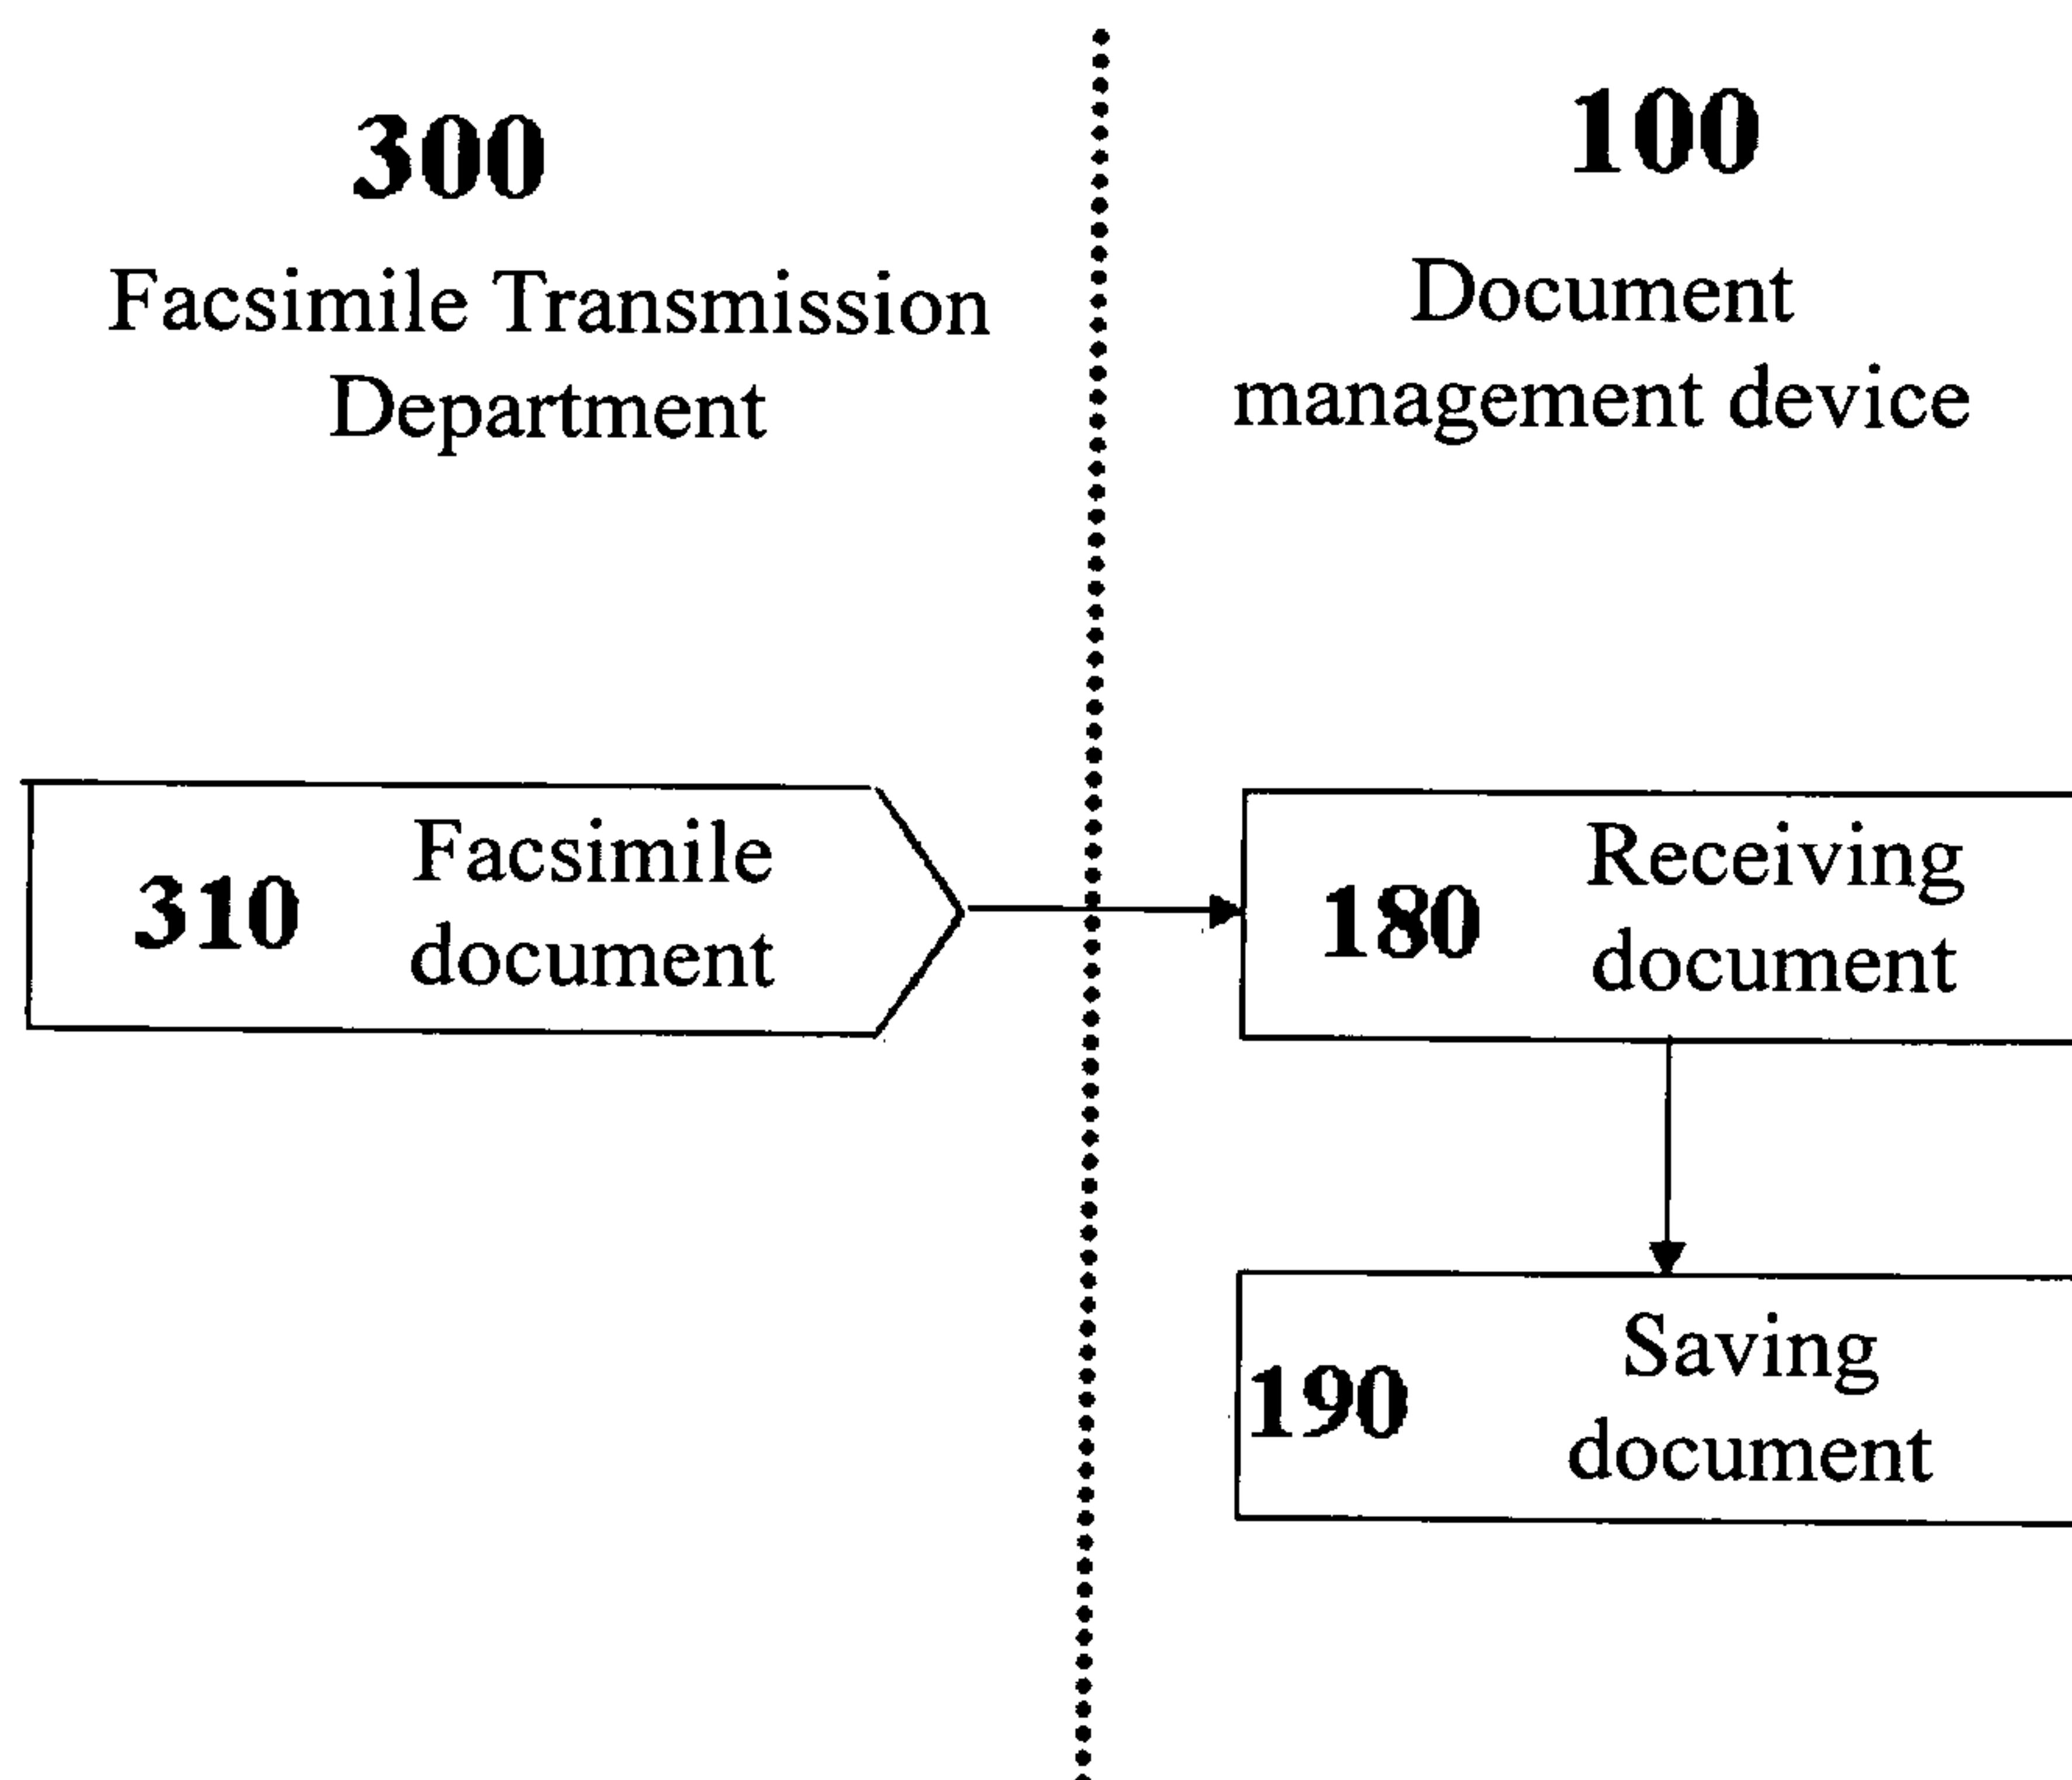 300
Facsimile Transmission
Department
100
Document
management device
310
Facsimile
document
180
Receiving
document
190
Saving
document